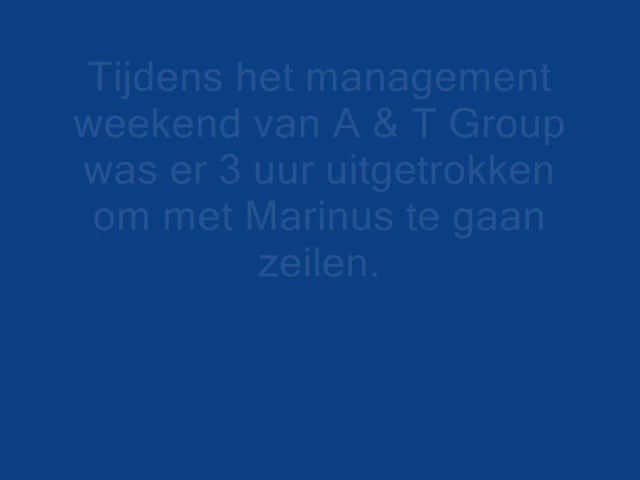 Tijdens het management
weekend van A & T Group
was er 3 uur uitgetrokken
om met Marinus te gaan
zeilen.